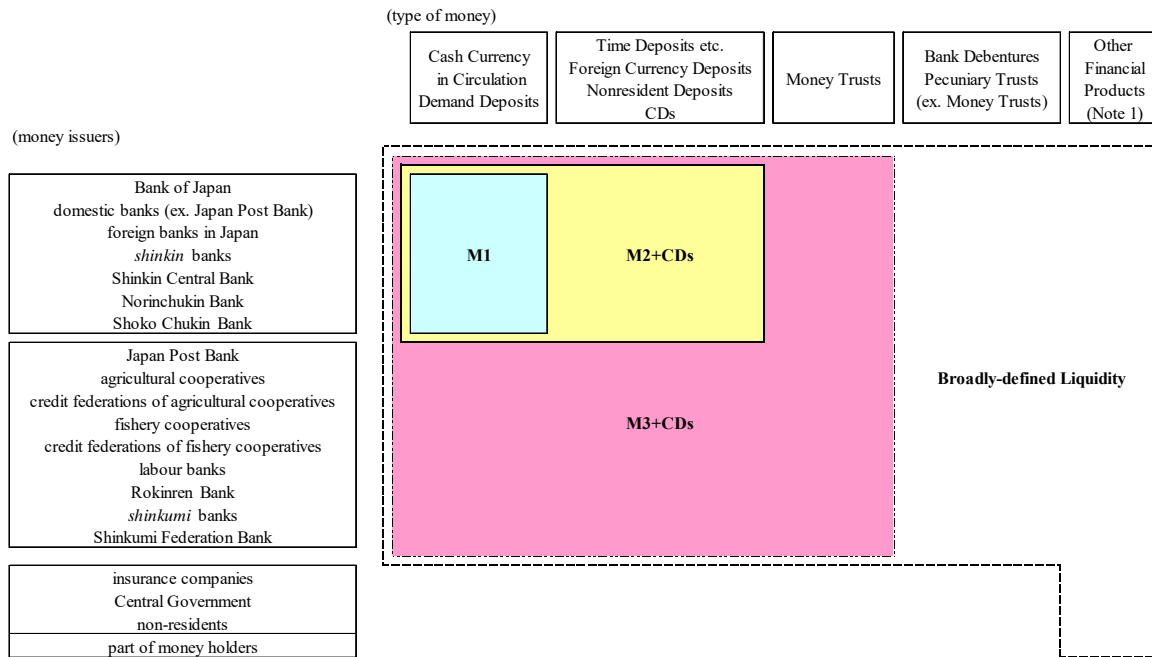 (type of money)
Cash Currency
in Circulation
Demand Deposits
Time Deposits etc.
Foreign Currency Deposits
Nonresident Deposits
CDs
Money Trusts
Bank Debentures
Pecuniary Trusts
(ex. Money Trusts)
Other
Financial
Products
(Note 1)
(money issuers)
Bank of Japan
domestic banks (ex. Japan Post Bank)
foreign banks in Japan
shinkin banks
Shinkin Central Bank
Norinchukin Bank
Shoko Chukin Bank
M1
M2+CDs
Japan Post Bank
agricultural cooperatives
credit federations of agricultural cooperatives
fishery cooperatives
credit federations of fishery cooperatives
labour banks
Rokinren Bank
shinkumi banks
Shinkumi Federation Bank
M3+CDs
Broadly-defined Liquidity
insurance companies
Central Government
non-residents
part of money holders